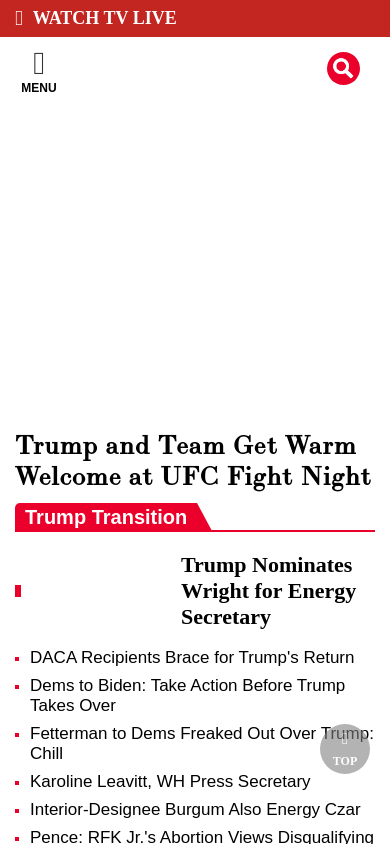 WATCH TV LIVE
MENU
Trump and Team Get Warm
Welcome at UFC Fight Night
Trump Transition
Trump Nominates
Wright for Energy
Secretary
DACA Recipients Brace for Trump's Return
Dems to Biden: Take Action Before Trump
Takes Over
Fetterman to Dems Freaked Out Over Trump:
Chill
TOP
Karoline Leavitt, WH Press Secretary
Interior-Designee Burgum Also Energy Czar
Pence: RFK Jr.'s Abortion Views Disqualifying